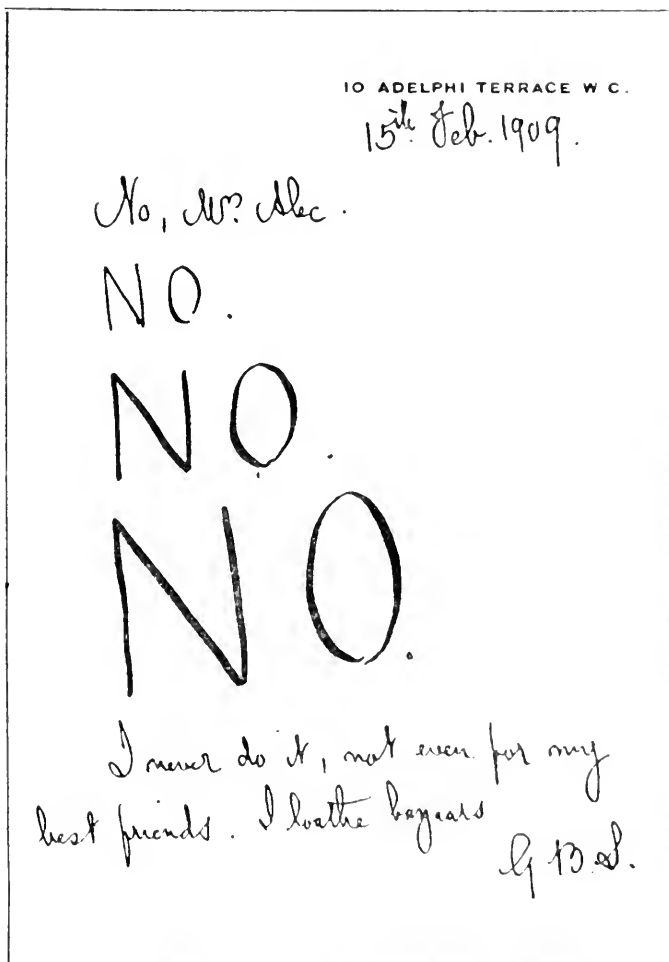 10 ADELPHI TERRACE W C.
15th Feb. 1909.
No, Mrs Alec.
NO.
NO.
NO.
I never do it, not even for my
best friends. I loathe bazaars
G B. S.